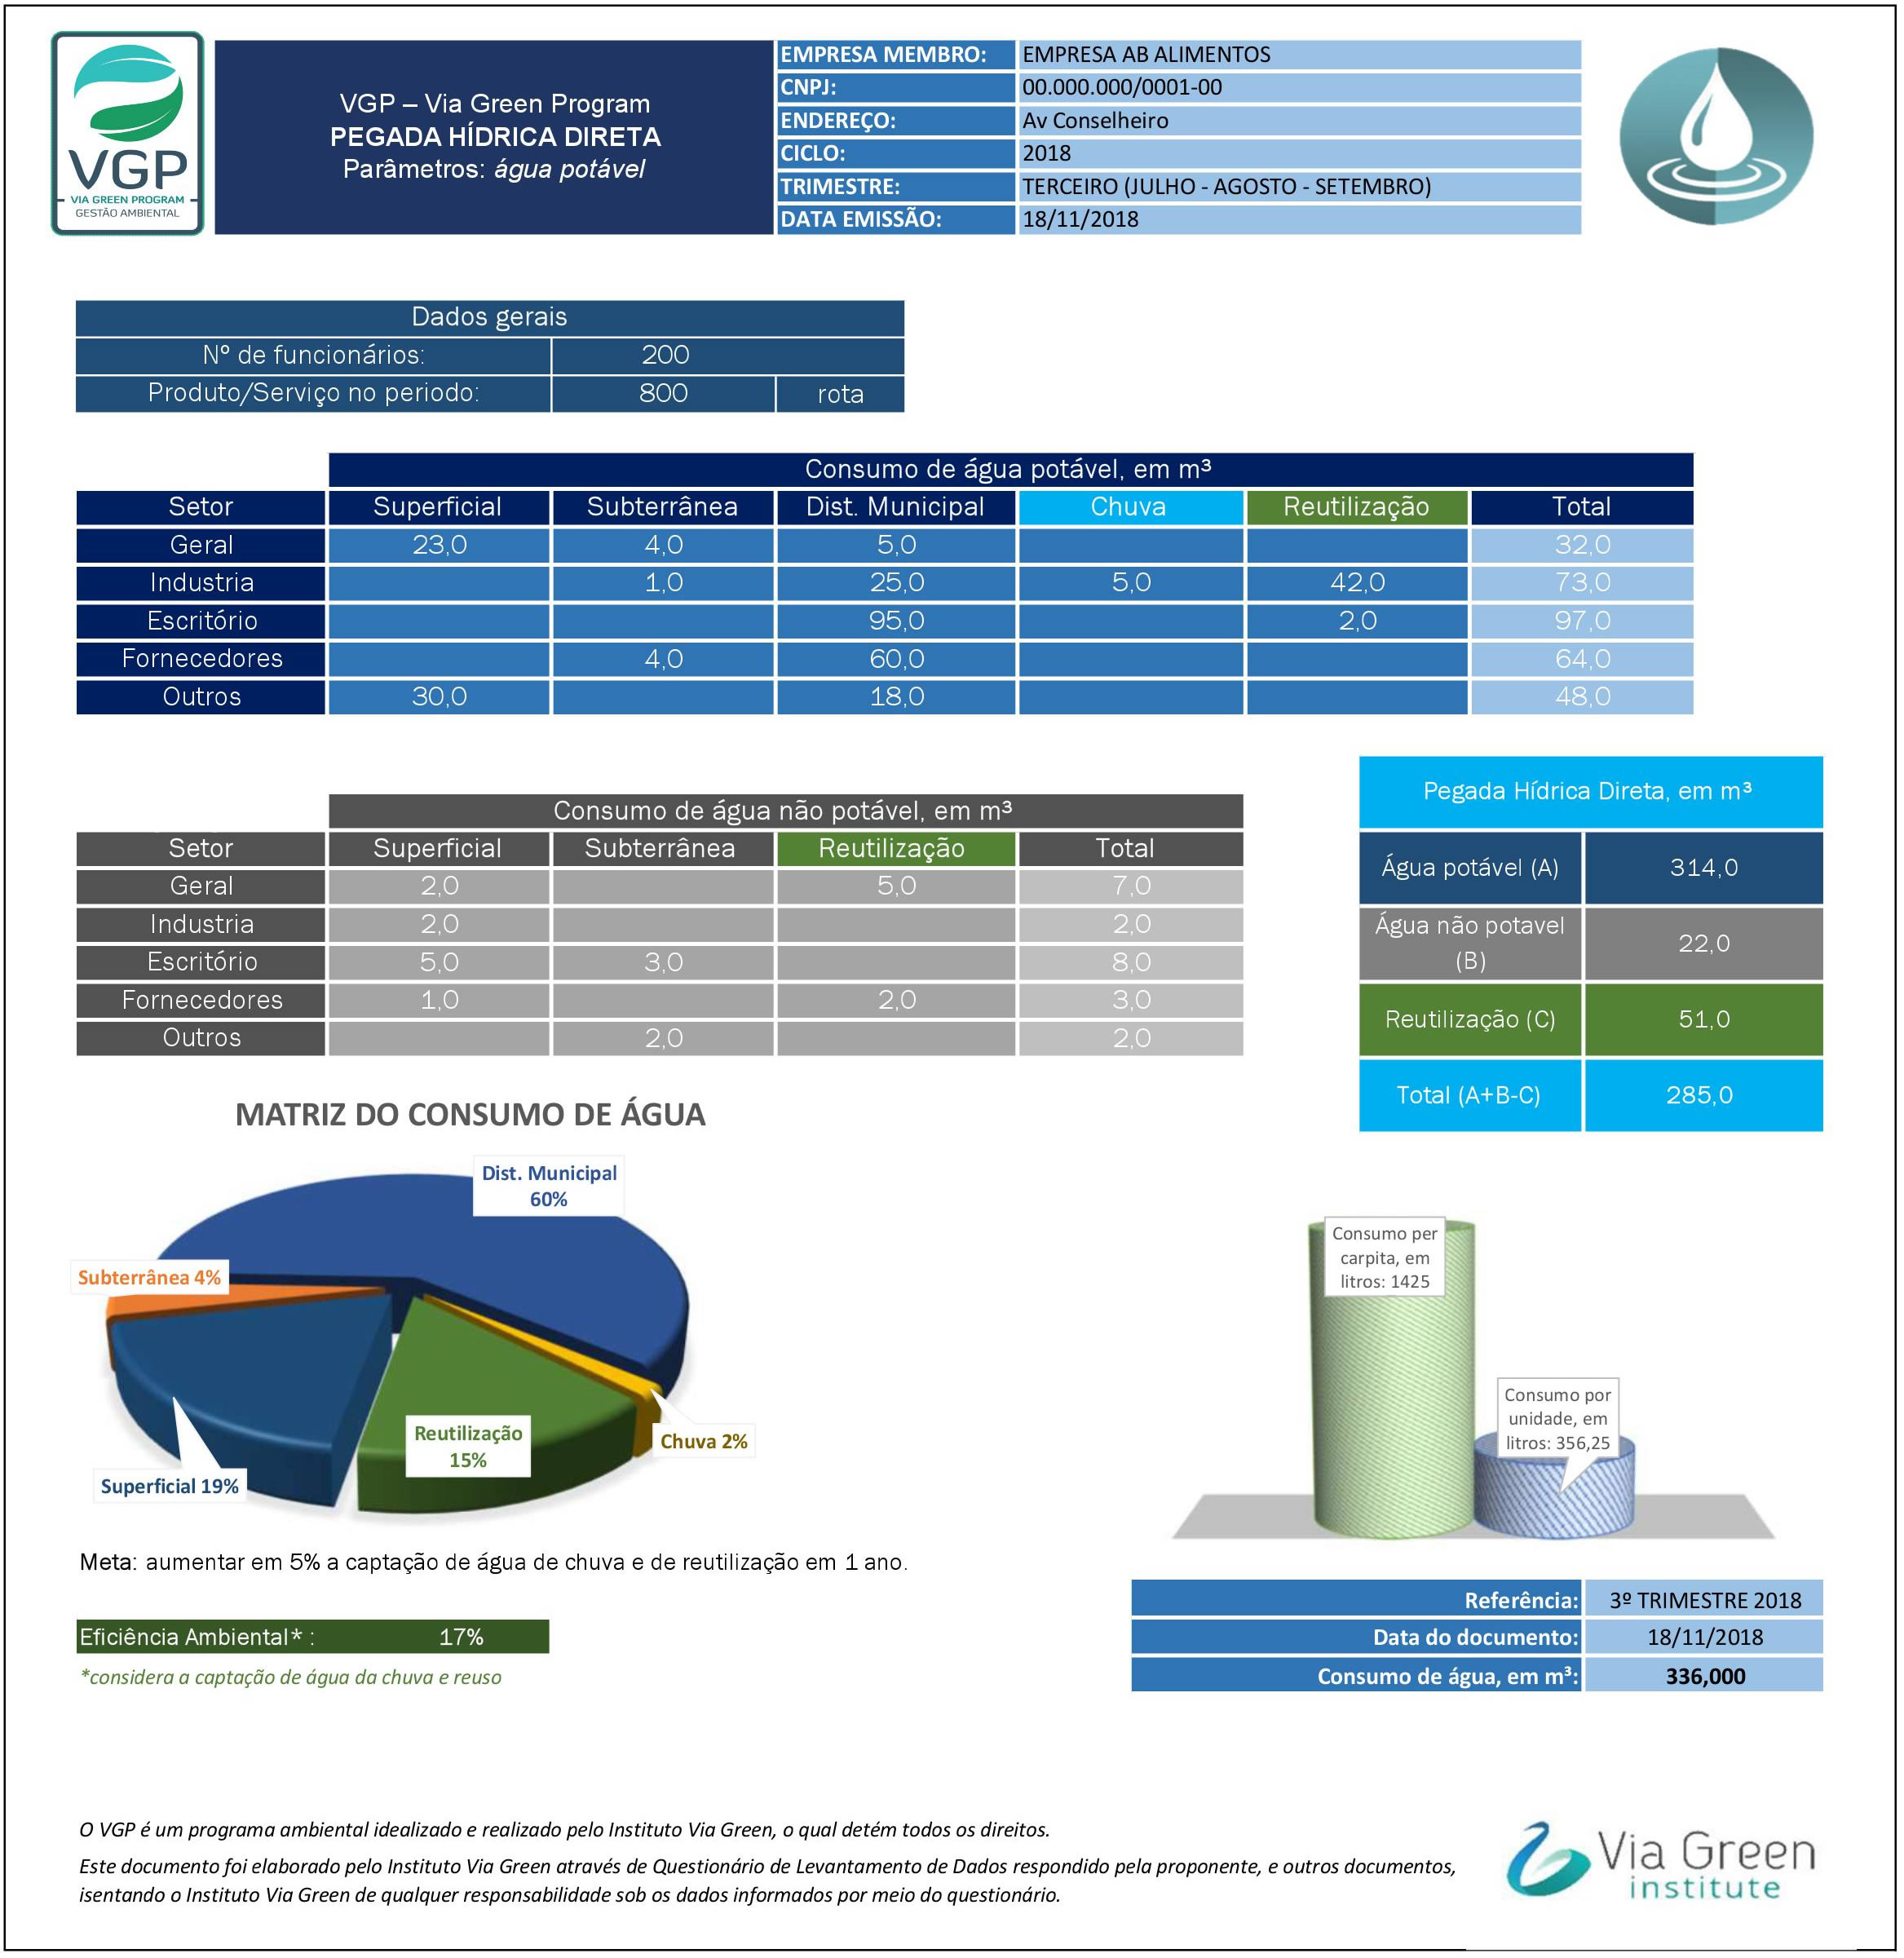 VGP
VIA GREEN PROGRAM
GESTÃO AMBIENTAL
VGP – Via Green Program
PEGADA HÍDRICA DIRETA
Parâmetros: água potável
EMPRESA MEMBRO: EMPRESA AB ALIMENTOS
CNPJ: 00.000.000/0001-00
ENDEREÇO: Av Conselheiro
CICLO: 2018
TRIMESTRE: TERCEIRO (JULHO - AGOSTO - SETEMBRO)
DATA EMISSÃO: 18/11/2018
Dados gerais
Nº de funcionários: 200
Produto/Serviço no periodo: 800 rota
Consumo de água potável, em m³
Setor Superficial Subterrânea Dist. Municipal Chuva Reutilização Total
Geral 23,0 4,0 5,0 32,0
Industria 1,0 25,0 5,0 42,0 73,0
Escritório 95,0 2,0 97,0
Fornecedores 4,0 60,0 64,0
Outros 30,0 18,0 48,0
Consumo de água não potável, em m³
Setor Superficial Subterrânea Reutilização Total
Geral 2,0 5,0 7,0
Industria 2,0 2,0
Escritório 5,0 3,0 8,0
Fornecedores 1,0 2,0 3,0
Outros 2,0 2,0
Pegada Hídrica Direta, em m³
Água potável (A) 314,0
Água não potavel
(B) 22,0
Reutilização (C) 51,0
Total (A+B-C) 285,0
MATRIZ DO CONSUMO DE ÁGUA
Dist. Municipal
60%
Subterrânea 4%
Reutilização
15%
Chuva 2%
Superficial 19%
Consumo per
carpita, em
litros: 1425
Consumo por
unidade, em
litros: 356,25
Meta: aumentar em 5% a captação de água de chuva e de reutilização em 1 ano.
Eficiência Ambiental* : 17%
*considera a captação de água da chuva e reuso
Referência: 3º TRIMESTRE 2018
Data do documento: 18/11/2018
Consumo de água, em m³: 336,000
O VGP é um programa ambiental idealizado e realizado pelo Instituto Via Green, o qual detém todos os direitos.
Este documento foi elaborado pelo Instituto Via Green através de Questionário de Levantamento de Dados respondido pela proponente, e outros documentos,
isentando o Instituto Via Green de qualquer responsabilidade sob os dados informados por meio do questionário.
Via Green
institute